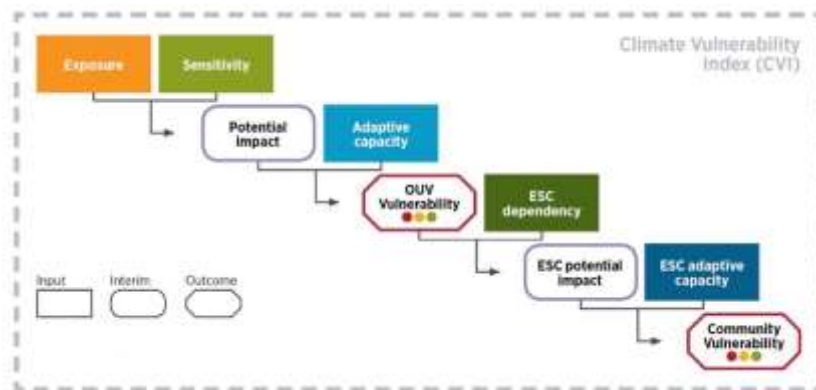 Climate Vulnerability
Index (CVI)
Exposure
Sensitivity
Potential
impact
Adaptive
capacity
OUV
Vulnerability
ESC
dependency
ESC potential
impact
ESC adaptive
capacity
Community
Vulnerability
Input
Interim
Outcome